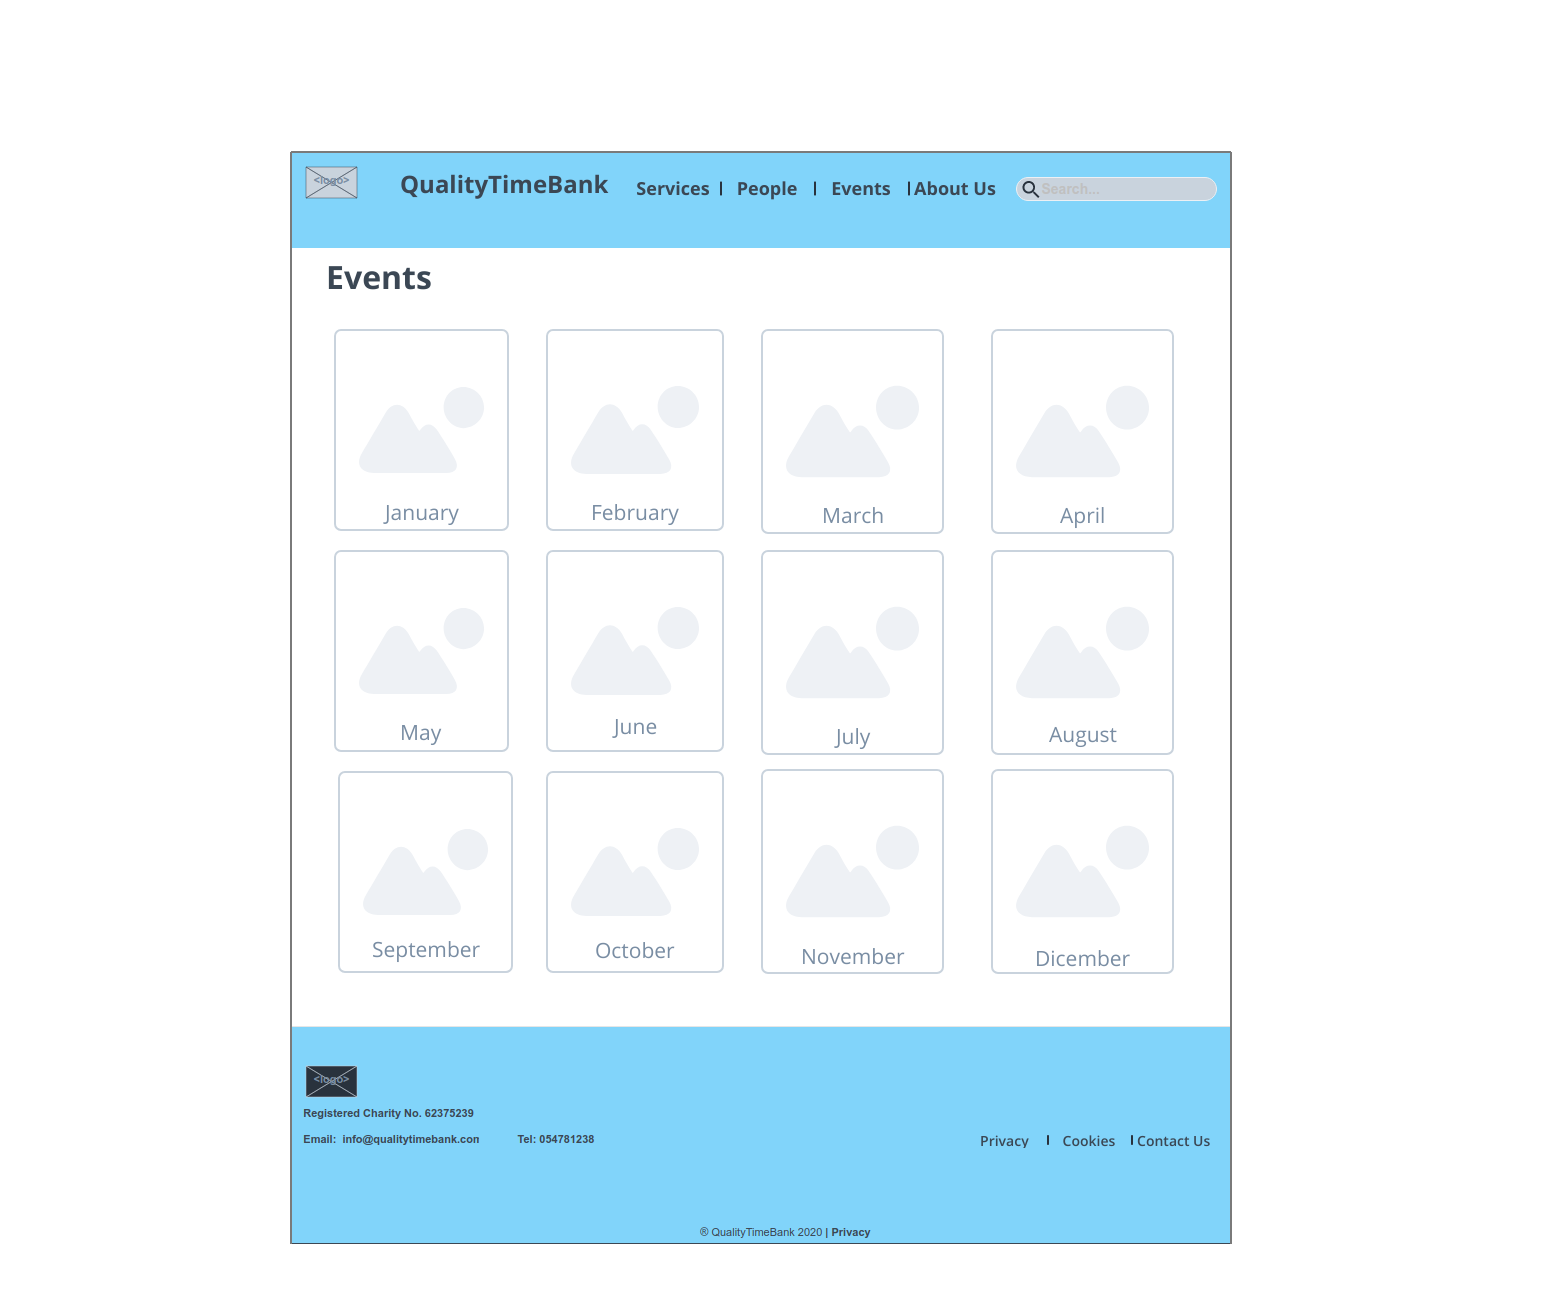 <logo> QualityTimeBank Services People Events About Us Search...
Events
January February March April
May June July August
September October November Dicember
<logo>
Registered Charity No. 62375239
Email: info@qualitytimebank.con Tel: 054781238 Privacy Cookies Contact Us
® QualityTimeBank 2020 | Privacy